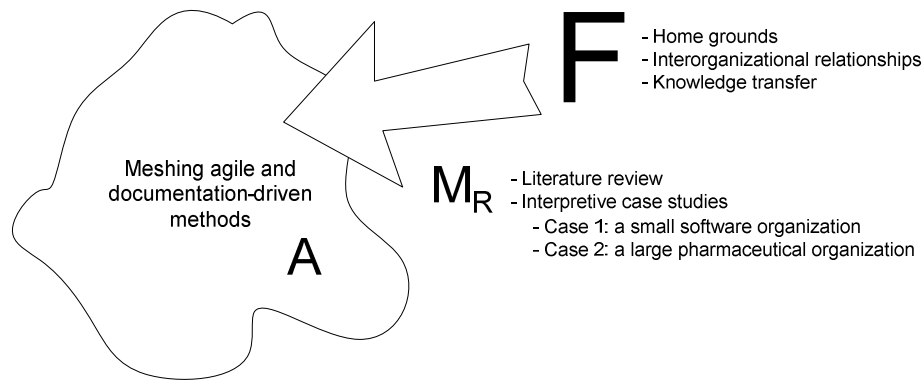 F
- Home grounds
- Interorganizational relationships
- Knowledge transfer
Meshing agile and
documentation-driven
methods
A
MR
- Literature review
- Interpretive case studies
- Case 1: a small software organization
- Case 2: a large pharmaceutical organization